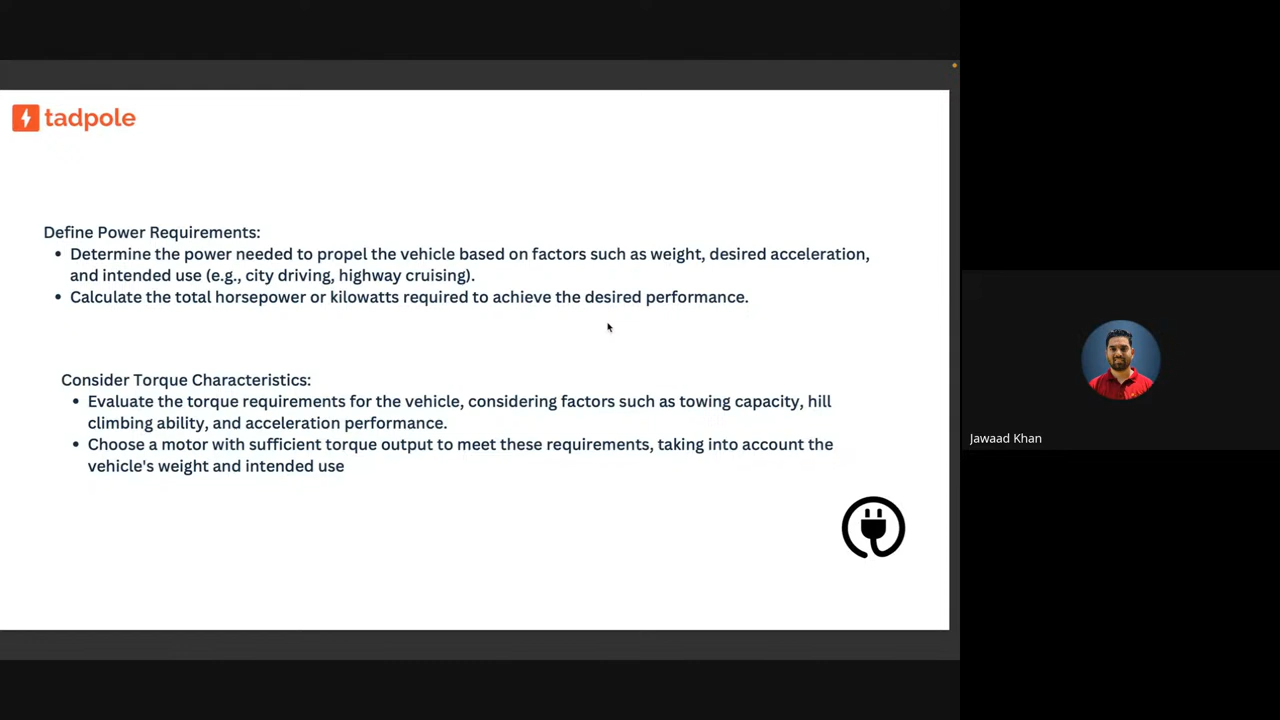 tadpole
Define Power Requirements:
• Determine the power needed to propel the vehicle based on factors such as weight, desired acceleration,
and intended use (e.g., city driving, highway cruising).
• Calculate the total horsepower or kilowatts required to achieve the desired performance.
Consider Torque Characteristics:
• Evaluate the torque requirements for the vehicle, considering factors such as towing capacity, hill
climbing ability, and acceleration performance.
• Choose a motor with sufficient torque output to meet these requirements, taking into account the
vehicle's weight and intended use
Jawaad Khan